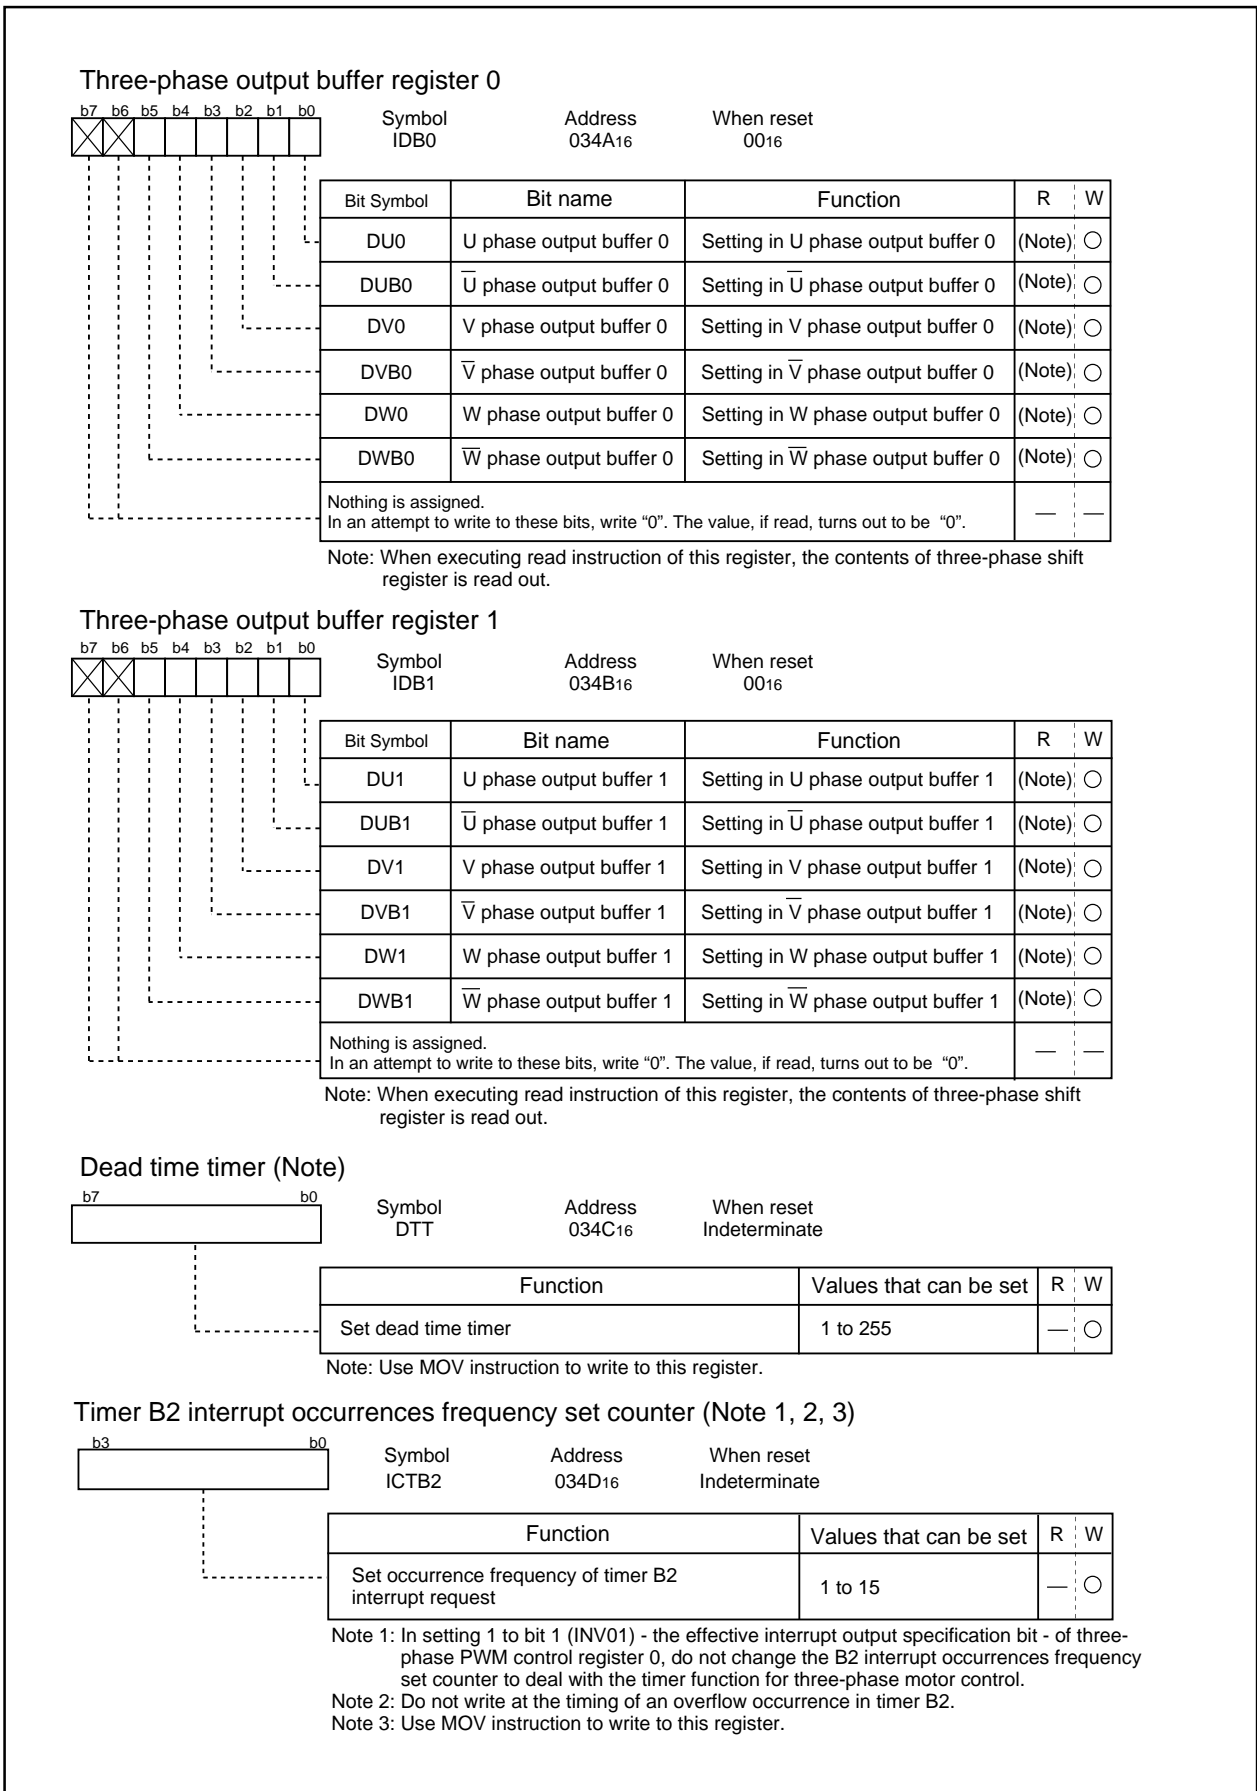 Three-phase output buffer register 0
b7 b6 b5 b4 b3 b2 b1 b0
Symbol Address When reset
IDB0 034A16 0016
Bit Symbol Bit name Function R W
DU0 U phase output buffer 0 Setting in U phase output buffer 0 (Note) ○
DUB0 U̅ phase output buffer 0 Setting in U̅ phase output buffer 0 (Note) ○
DV0 V phase output buffer 0 Setting in V phase output buffer 0 (Note) ○
DVB0 V̅ phase output buffer 0 Setting in V̅ phase output buffer 0 (Note) ○
DW0 W phase output buffer 0 Setting in W phase output buffer 0 (Note) ○
DWB0 W̅ phase output buffer 0 Setting in W̅ phase output buffer 0 (Note) ○
Nothing is assigned.
In an attempt to write to these bits, write “0”. The value, if read, turns out to be “0”. — —
Note: When executing read instruction of this register, the contents of three-phase shift
register is read out.
Three-phase output buffer register 1
b7 b6 b5 b4 b3 b2 b1 b0
Symbol Address When reset
IDB1 034B16 0016
Bit Symbol Bit name Function R W
DU1 U phase output buffer 1 Setting in U phase output buffer 1 (Note) ○
DUB1 U̅ phase output buffer 1 Setting in U̅ phase output buffer 1 (Note) ○
DV1 V phase output buffer 1 Setting in V phase output buffer 1 (Note) ○
DVB1 V̅ phase output buffer 1 Setting in V̅ phase output buffer 1 (Note) ○
DW1 W phase output buffer 1 Setting in W phase output buffer 1 (Note) ○
DWB1 W̅ phase output buffer 1 Setting in W̅ phase output buffer 1 (Note) ○
Nothing is assigned.
In an attempt to write to these bits, write “0”. The value, if read, turns out to be “0”. — —
Note: When executing read instruction of this register, the contents of three-phase shift
register is read out.
Dead time timer (Note)
b7 b0
Symbol Address When reset
DTT 034C16 Indeterminate
Function Values that can be set R W
Set dead time timer 1 to 255 — ○
Note: Use MOV instruction to write to this register.
Timer B2 interrupt occurrences frequency set counter (Note 1, 2, 3)
b3 b0
Symbol Address When reset
ICTB2 034D16 Indeterminate
Function Values that can be set R W
Set occurrence frequency of timer B2
interrupt request 1 to 15 — ○
Note 1: In setting 1 to bit 1 (INV01) - the effective interrupt output specification bit - of three-
phase PWM control register 0, do not change the B2 interrupt occurrences frequency
set counter to deal with the timer function for three-phase motor control.
Note 2: Do not write at the timing of an overflow occurrence in timer B2.
Note 3: Use MOV instruction to write to this register.